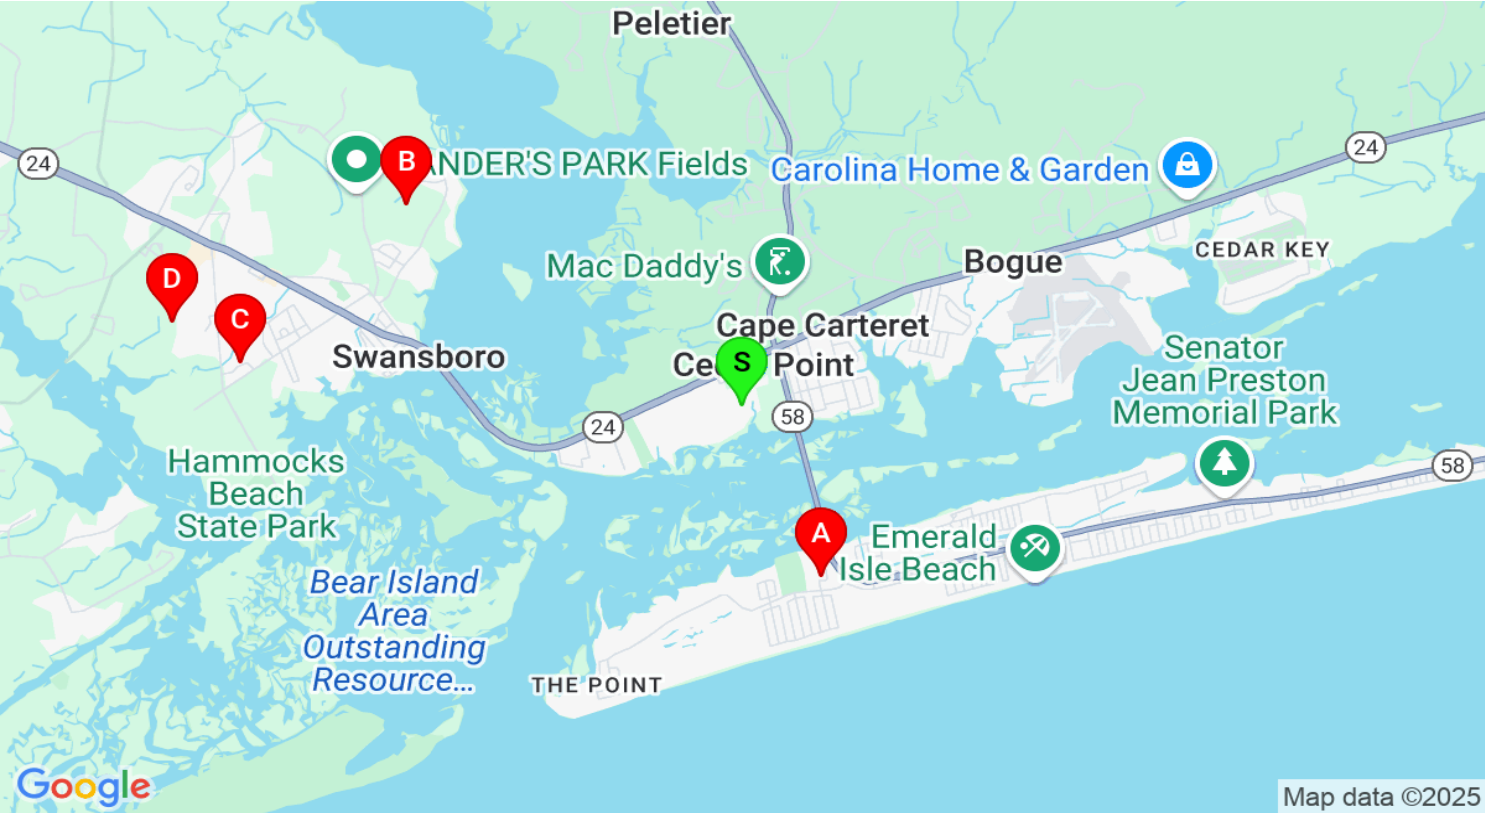 Peletier
24
B
ANDER'S PARK Fields
Carolina Home & Garden
24
D
C
Mac Daddy's
Bogue
CEDAR KEY
Cape Carteret
Swansboro
S
Point
Senator
Jean Preston
Memorial Park
24
58
Hammocks
Beach
State Park
58
A
Emerald
Isle Beach
Bear Island
Area
Outstanding
Resource...
THE POINT
Google
Map data ©2025